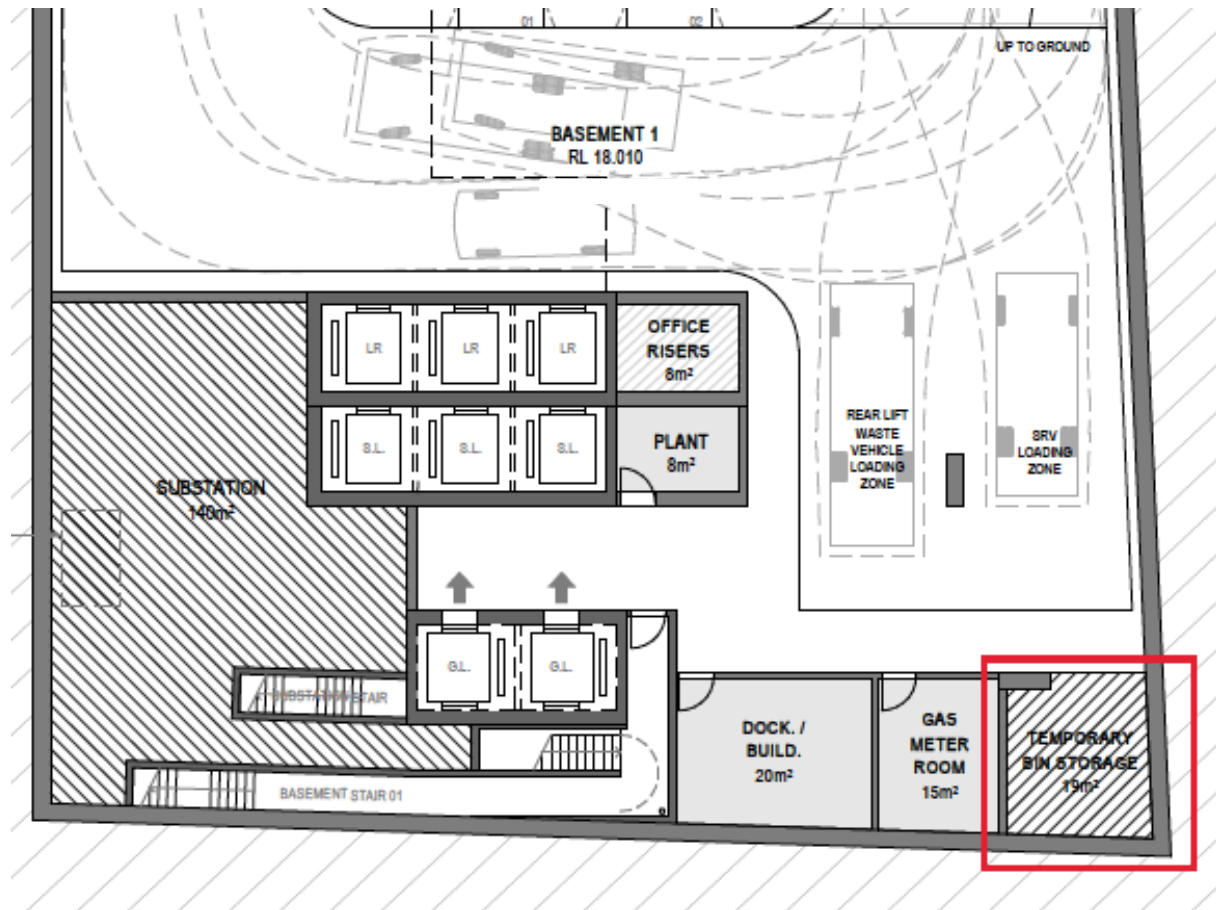 01
02
UP TO GROUND
BASEMENT 1
RL 18.010
OFFICE
RISERS
8m²
LR
LR
LR
PLANT
8m²
S.L.
S.L.
S.L.
REAR LIFT
WASTE
VEHICLE
LOADING
ZONE
SRV
LOADING
ZONE
SUBSTATION
140m²
G.L.
G.L.
SUBSTATION STAIR
DOCK. /
BUILD.
20m²
GAS
METER
ROOM
15m²
TEMPORARY
BIN STORAGE
19m²
BASEMENT STAIR 01